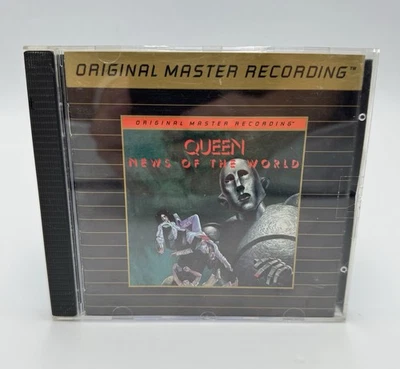 ORIGINAL MASTER RECORDING™
ORIGINAL MASTER RECORDING™
QUEEN
NEWS OF THE WORLD